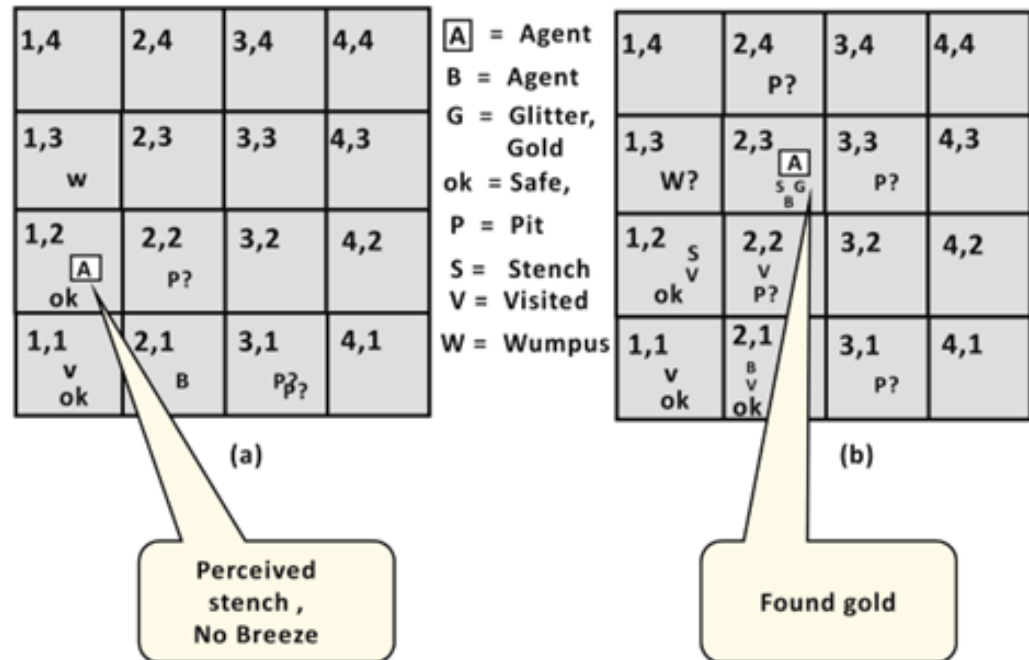 1,4 2,4 3,4 4,4
1,3 2,3 3,3 4,3
w
1,2 2,2 3,2 4,2
A
P?
ok
1,1 2,1 3,1 4,1
v
B
P?
P?
ok
(a)
Perceived
stench ,
No Breeze
A = Agent
B = Agent
G = Glitter,
Gold
ok = Safe,
P = Pit
S = Stench
V = Visited
W = Wumpus
1,4 2,4 3,4 4,4
P?
1,3 2,3 3,3 4,3
A
W?
S G
P?
B
1,2 2,2 3,2 4,2
S
V
V
ok
P?
1,1 2,1 3,1 4,1
B
v
V
P?
ok
ok
(b)
Found gold